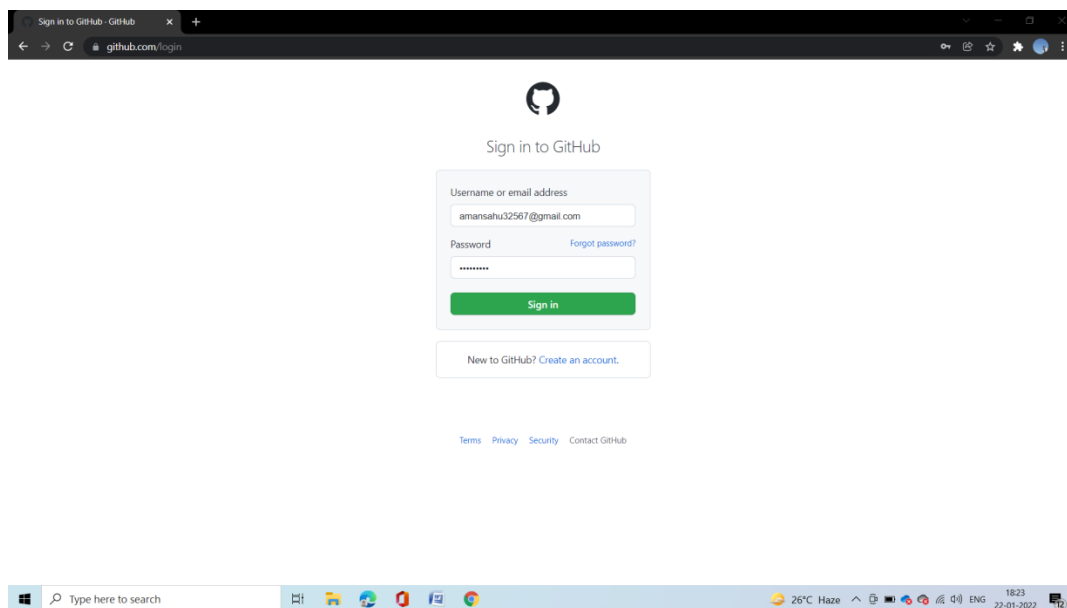 Sign in to GitHub · GitHub
github.com/login
Sign in to GitHub
Username or email address
amansahu32567@gmail.com
Password Forgot password?
•••••••••
Sign in
New to GitHub? Create an account.
Terms Privacy Security Contact GitHub
Type here to search
26°C Haze
ENG
18:23
22-01-2022
12